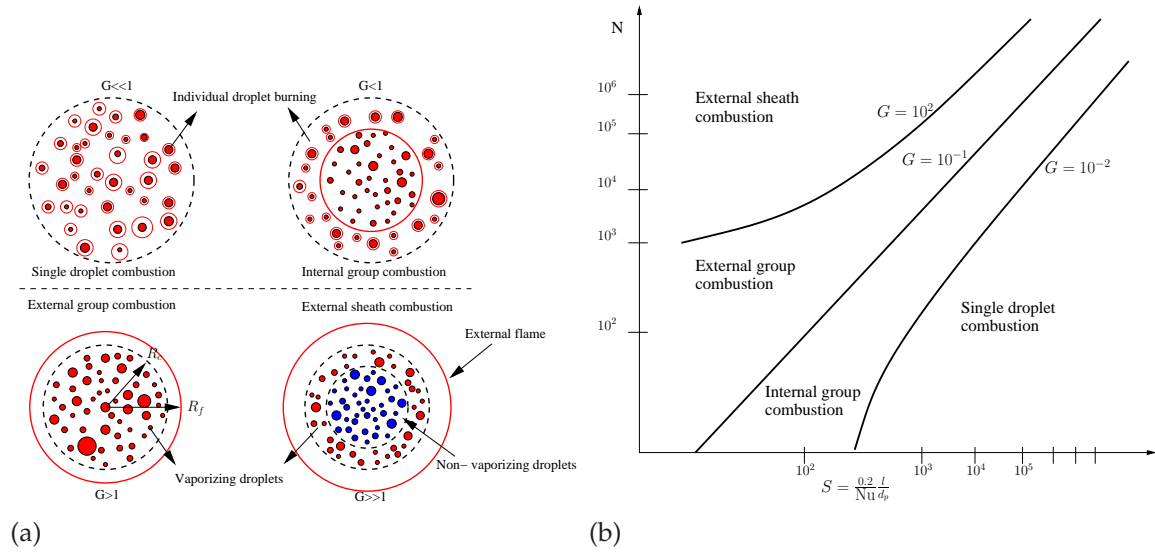 G<<1
G<1
Individual droplet burning
Single droplet combustion
Internal group combustion
External group combustion
External sheath combustion
External flame
R_f
Vaporizing droplets
Non− vaporizing droplets
G>1
G>>1
(a)
N
10^6
10^5
10^4
10^3
10^2
External sheath
combustion
G = 10^2
G = 10^{-1}
G = 10^{-2}
External group
combustion
Single droplet
combustion
Internal group
combustion
10^2 10^3 10^4 10^5
S = \frac{0.2}{Nu} \frac{l}{d_p}
(b)